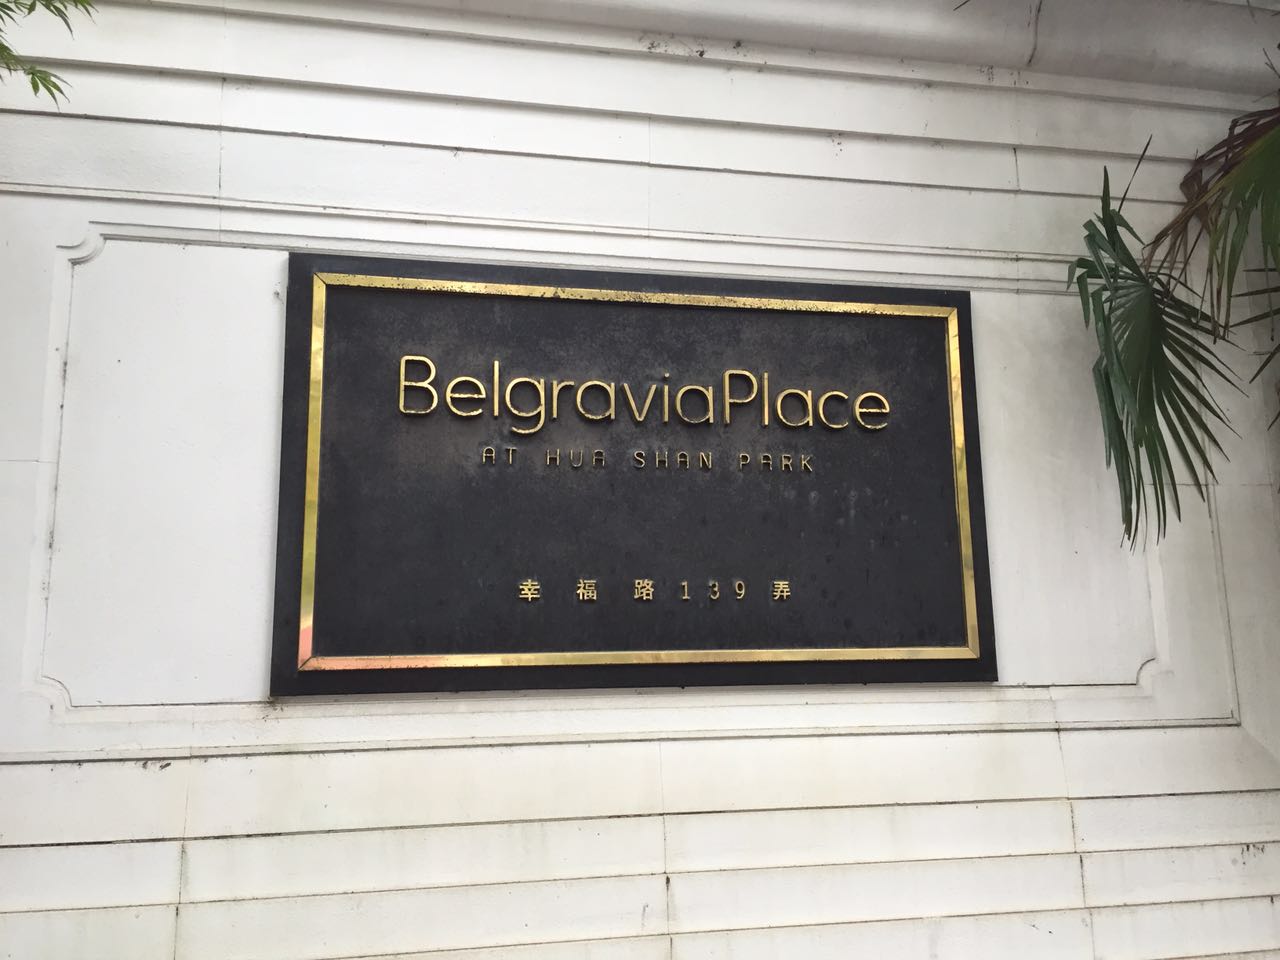 BelgraviaPlace
AT HUA SHAN PARK
幸福路139弄